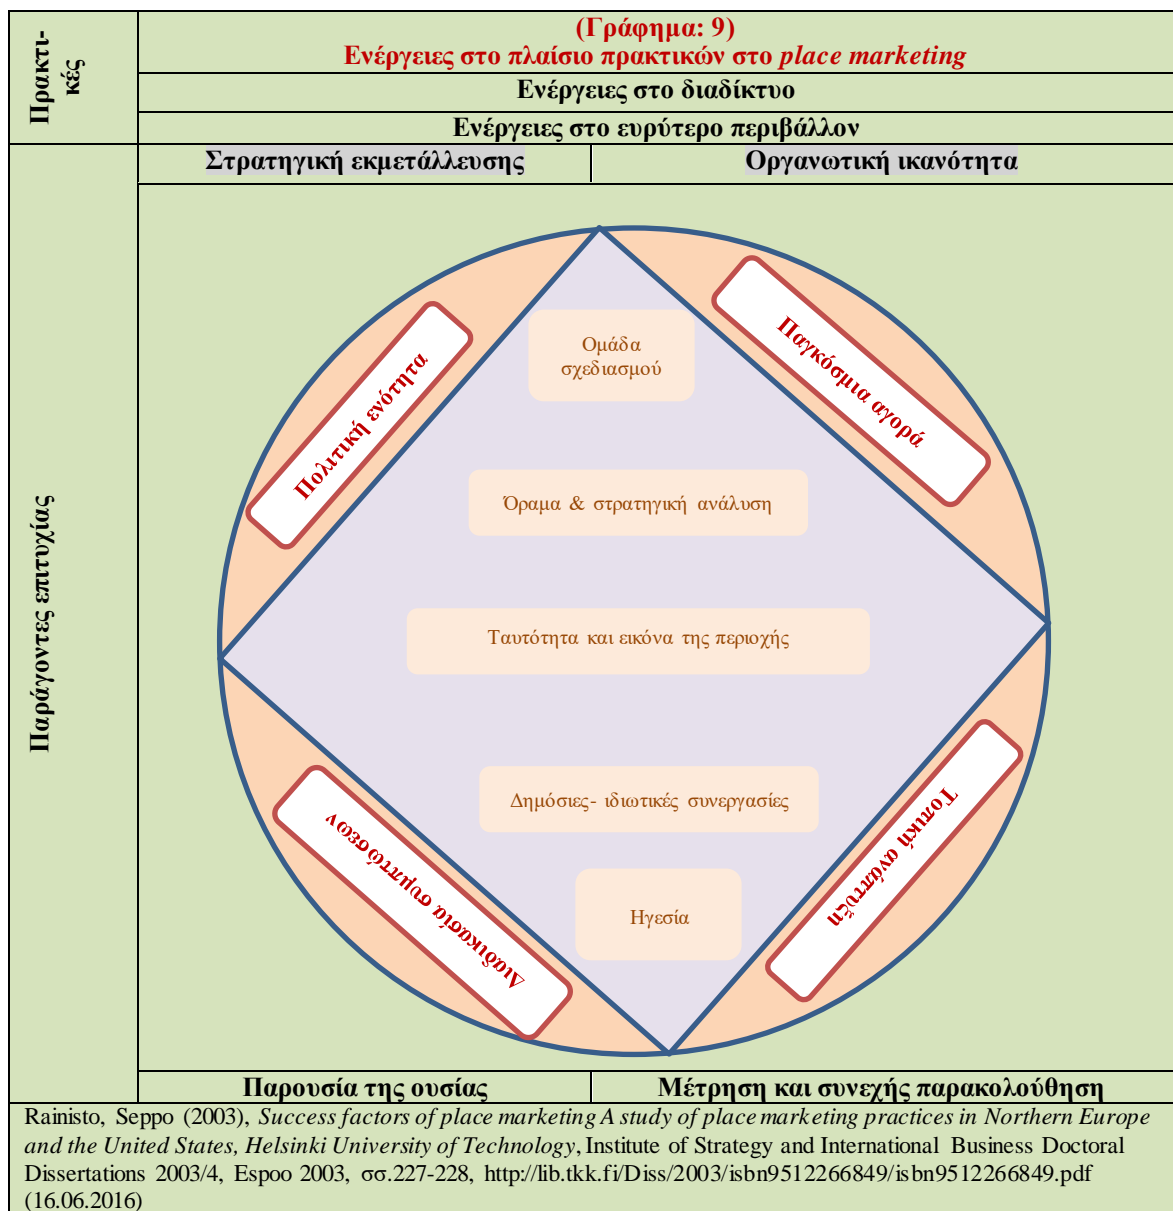 Πρακτι-
κές
(Γράφημα: 9)
Ενέργειες στο πλαίσιο πρακτικών στο place marketing
Ενέργειες στο διαδίκτυο
Ενέργειες στο ευρύτερο περιβάλλον
Παράγοντες επιτυχίας
Στρατηγική εκμετάλλευσης
Οργανωτική ικανότητα
Πολιτική ενότητα
Παγκόσμια αγορά
Ομάδα
σχεδιασμού
Όραμα & στρατηγική ανάλυση
Ταυτότητα και εικόνα της περιοχής
Δημόσιες- ιδιωτικές συνεργασίες
Ηγεσία
Διαδικασία συμπτώσεων
Τοπική ανάπτυξη
Παρουσία της ουσίας
Μέτρηση και συνεχής παρακολούθηση
Rainisto, Seppo (2003), Success factors of place marketing A study of place marketing practices in Northern Europe
and the United States, Helsinki University of Technology, Institute of Strategy and International Business Doctoral
Dissertations 2003/4, Espoo 2003, σσ.227-228, http://lib.tkk.fi/Diss/2003/isbn9512266849/isbn9512266849.pdf
(16.06.2016)